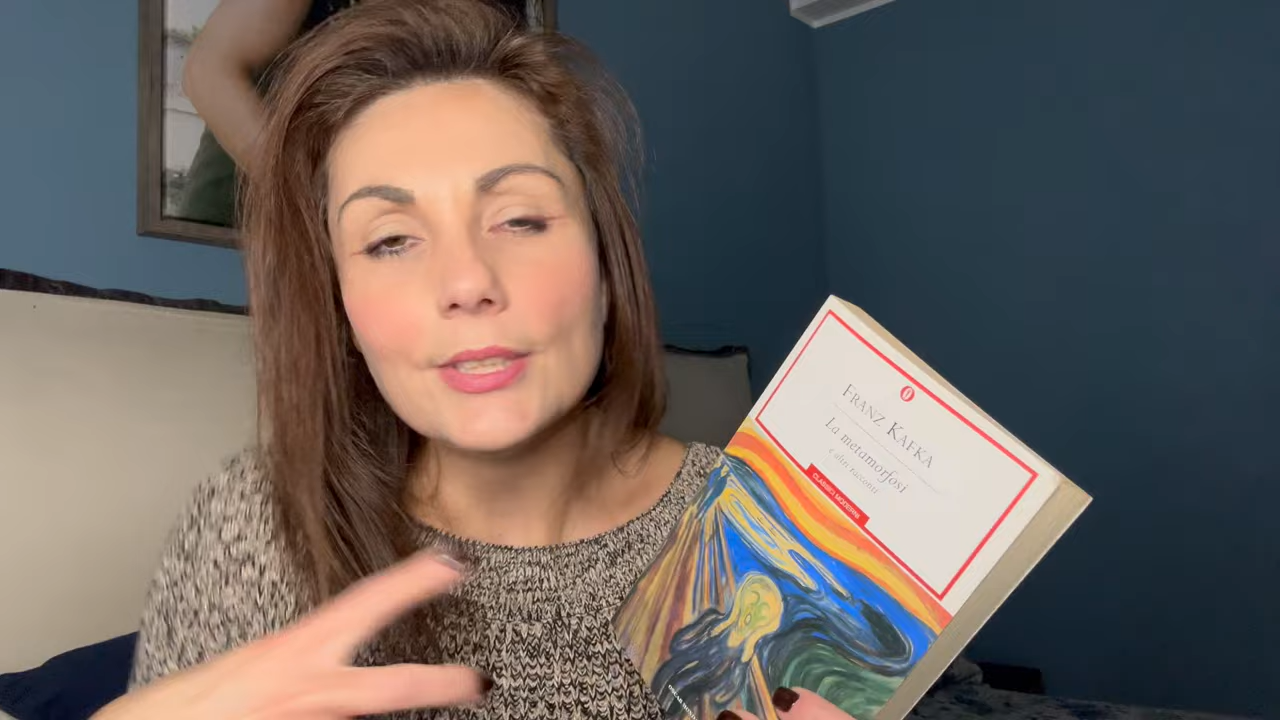 FRANZ KAFKA
La metamorfosi
e altri racconti
CLASSICI MODERNI